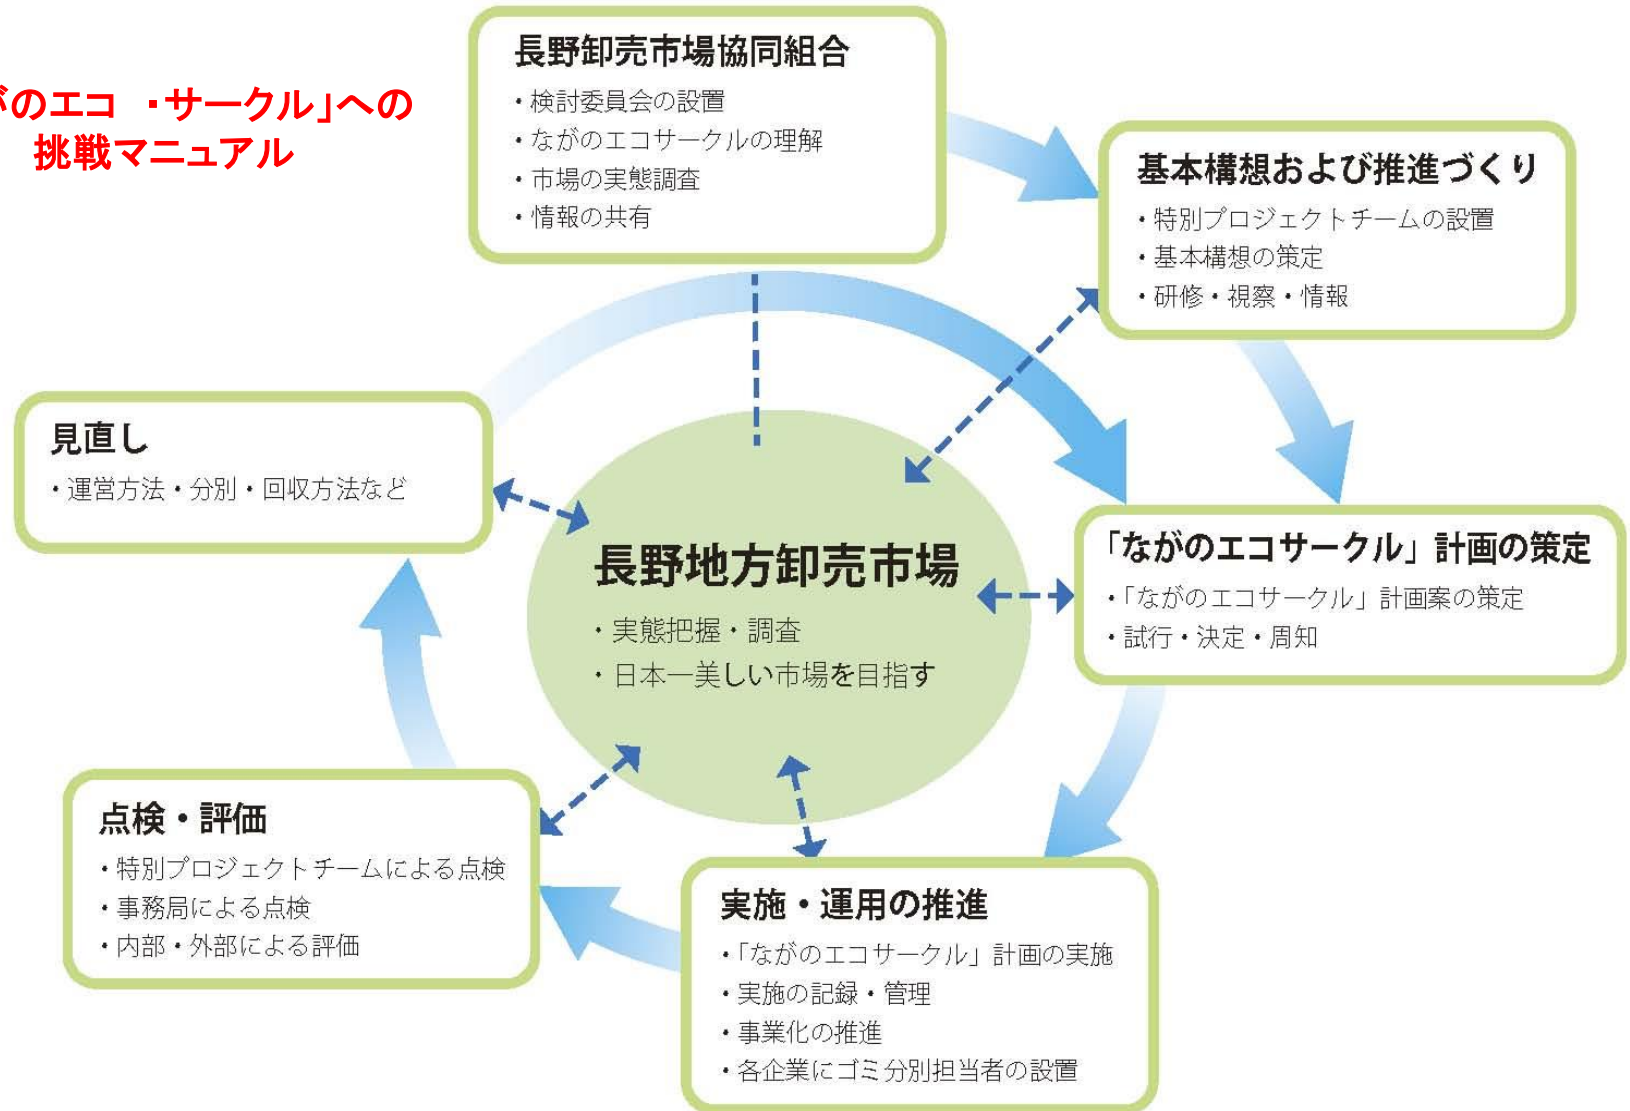 がのエコ ・サークル」への
挑戦マニュアル
長野卸売市場協同組合
・検討委員会の設置
・ながのエコサークルの理解
・市場の実態調査
・情報の共有
基本構想および推進づくり
・特別プロジェクトチームの設置
・基本構想の策定
・研修・視察・情報
見直し
・運営方法・分別・回収方法など
長野地方卸売市場
・実態把握・調査
・日本一美しい市場を目指す
「ながのエコサークル」計画の策定
・「ながのエコサークル」計画案の策定
・試行・決定・周知
点検・評価
・特別プロジェクトチームによる点検
・事務局による点検
・内部・外部による評価
実施・運用の推進
・「ながのエコサークル」計画の実施
・実施の記録・管理
・事業化の推進
・各企業にゴミ分別担当者の設置